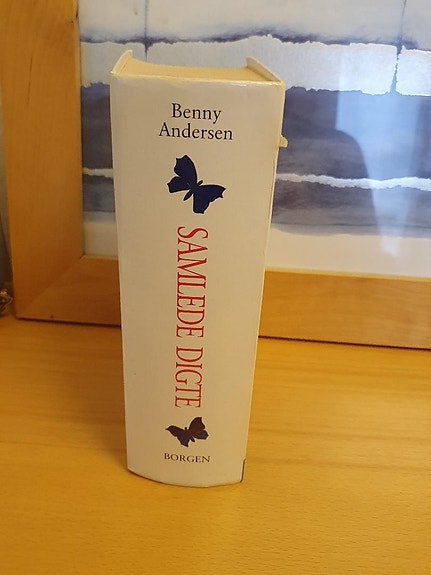 Benny
Andersen
SAMLEDE DIGTE
BORGEN